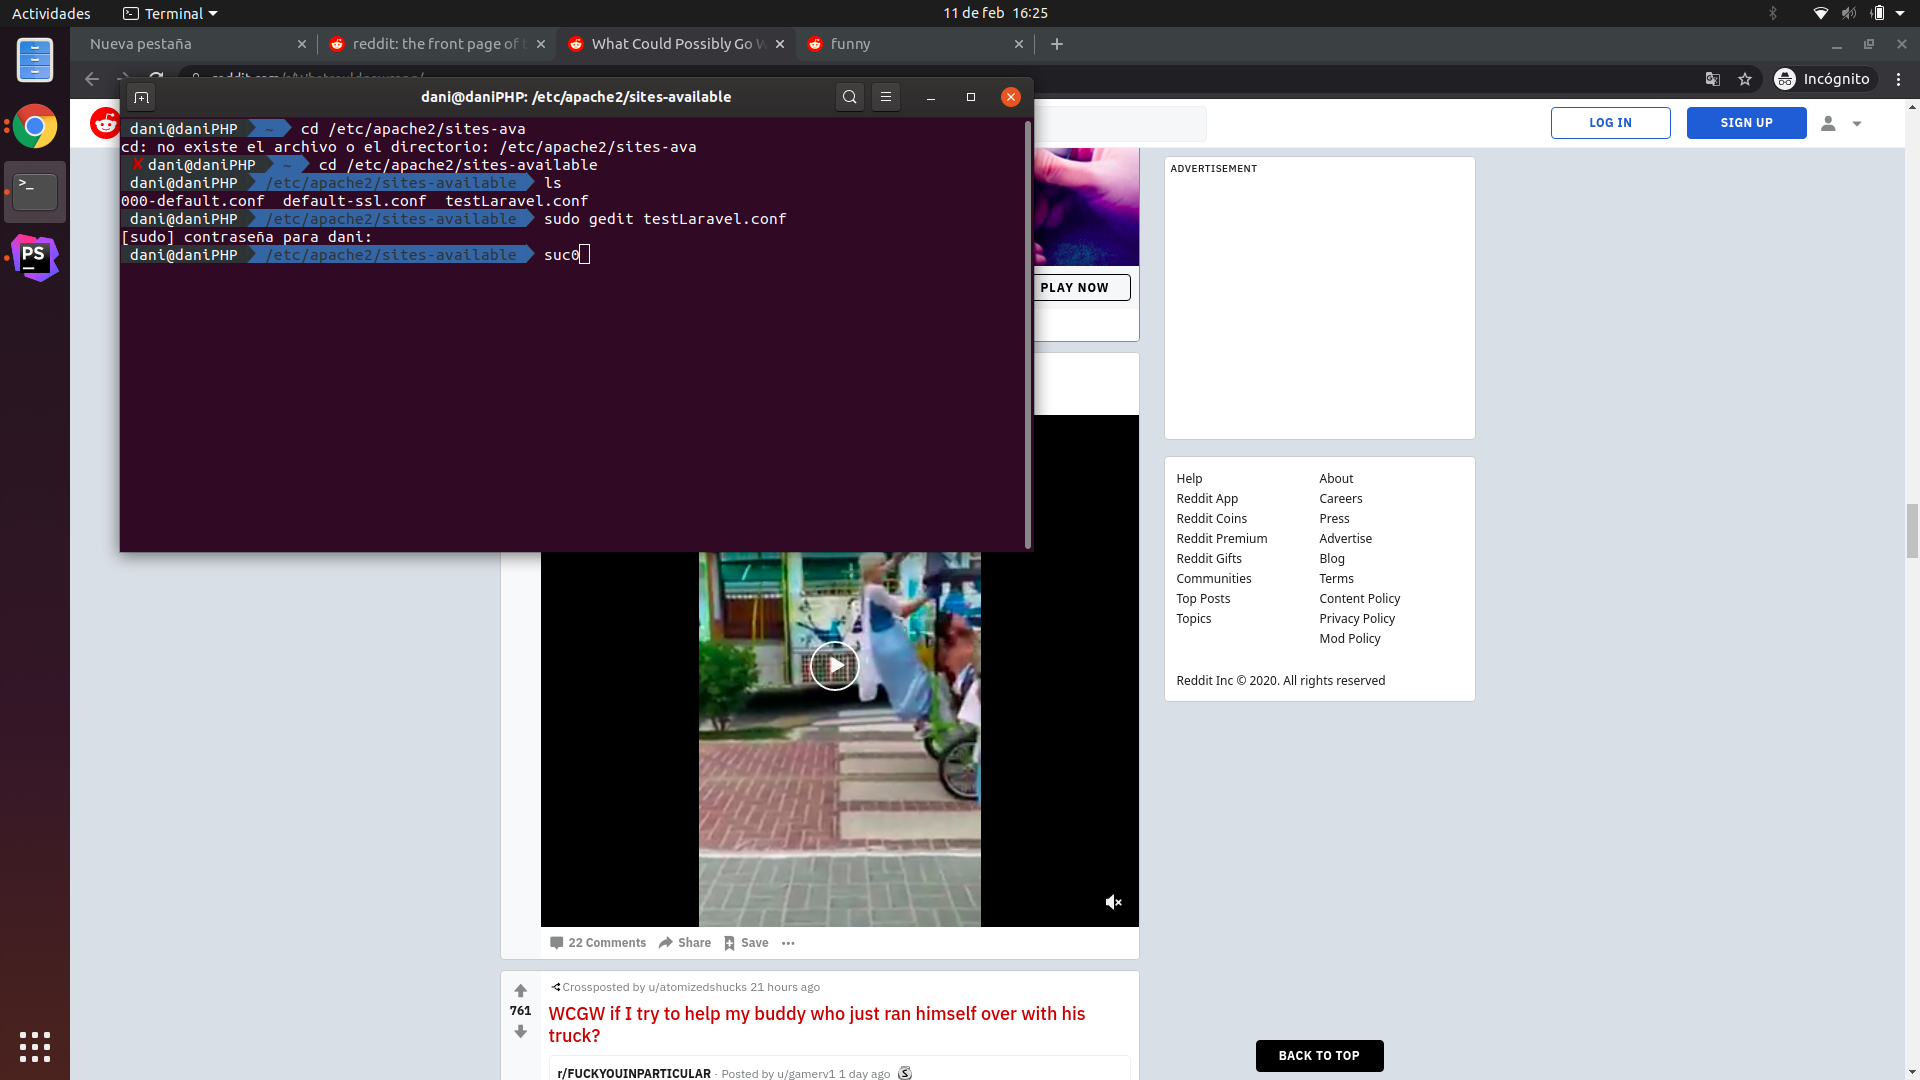 Actividades
Terminal
11 de feb 16:25
Nueva pestaña
reddit: the front page of t
What Could Possibly Go W
funny
Incógnito
dani@daniPHP: /etc/apache2/sites-available
dani@daniPHP ~ cd /etc/apache2/sites-ava
cd: no existe el archivo o el directorio: /etc/apache2/sites-ava
✘ dani@daniPHP ~ cd /etc/apache2/sites-available
dani@daniPHP /etc/apache2/sites-available ls
000-default.conf default-ssl.conf testLaravel.conf
dani@daniPHP /etc/apache2/sites-available sudo gedit testLaravel.conf
[sudo] contraseña para dani:
dani@daniPHP /etc/apache2/sites-available suc0
PS
LOG IN
SIGN UP
PLAY NOW
ADVERTISEMENT
Help
Reddit App
Reddit Coins
Reddit Premium
Reddit Gifts
Communities
Top Posts
Topics
About
Careers
Press
Advertise
Blog
Terms
Content Policy
Privacy Policy
Mod Policy
Reddit Inc © 2020. All rights reserved
22 Comments
Share
Save
761
Crossposted by u/atomizedshucks 21 hours ago
WCGW if I try to help my buddy who just ran himself over with his
truck?
r/FUCKYOUINPARTICULAR · Posted by u/gamerv1 1 day ago
BACK TO TOP